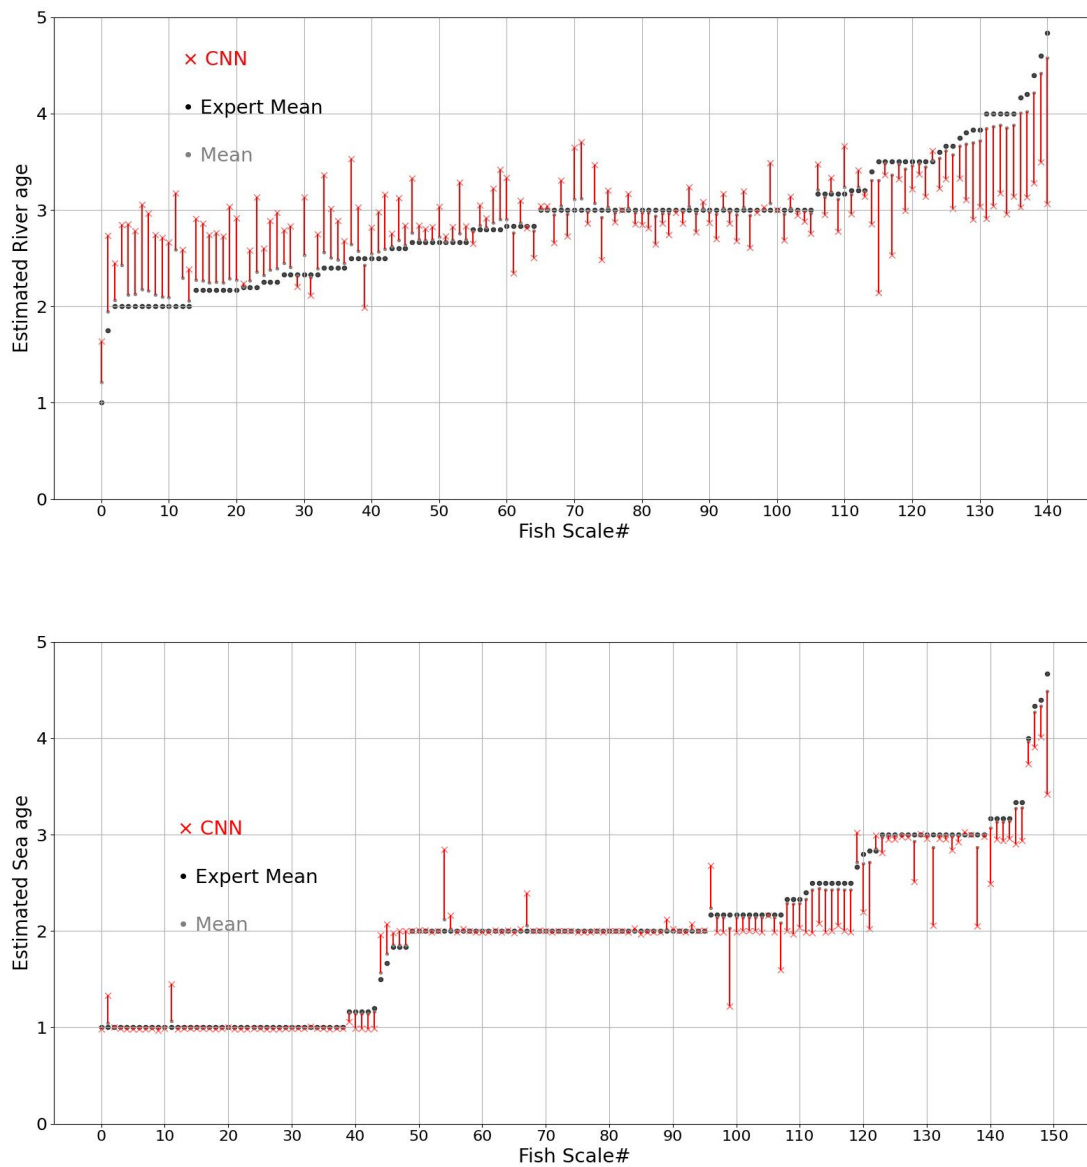 5
× CNN
4
• Expert Mean
• Mean
3
Estimated River age
2
1
0
0 10 20 30 40 50 60 70 80 90 100 110 120 130 140
Fish Scale#
5
4
3
× CNN
Estimated Sea age
• Expert Mean
2
• Mean
1
0
0 10 20 30 40 50 60 70 80 90 100 110 120 130 140 150
Fish Scale#